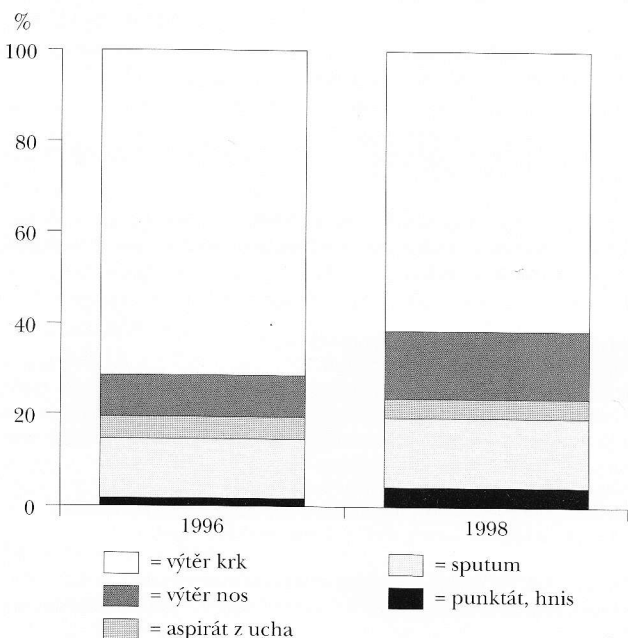 %
100
80
60
40
20
0
1996
1998
= výtěr krk
= výtěr nos
= aspirát z ucha
= sputum
= punktát, hnis